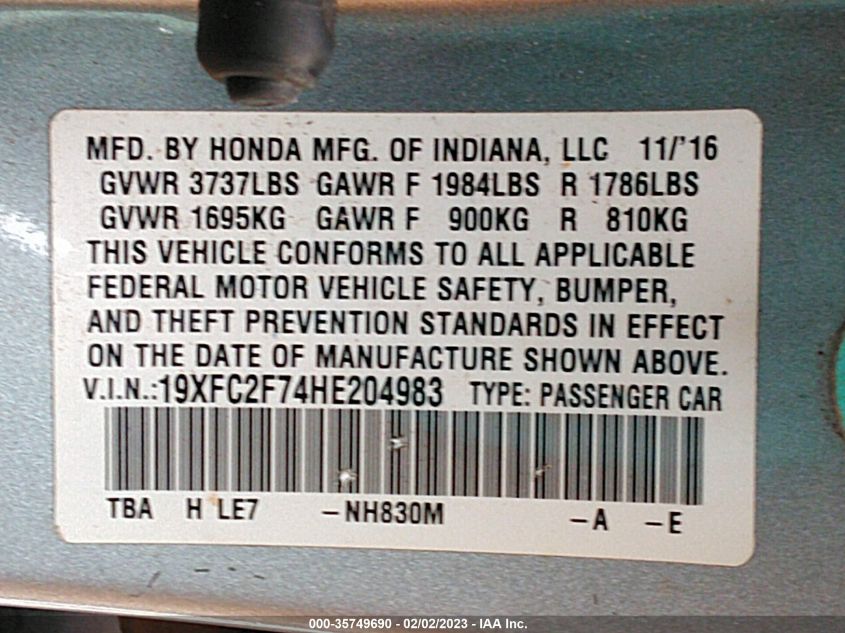 MFD. BY HONDA MFG. OF INDIANA, LLC 11/'16
GVWR 3737LBS GAWR F 1984LBS R 1786LBS
GVWR 1695KG GAWR F 900KG R 810KG
THIS VEHICLE CONFORMS TO ALL APPLICABLE
FEDERAL MOTOR VEHICLE SAFETY, BUMPER,
AND THEFT PREVENTION STANDARDS IN EFFECT
ON THE DATE OF MANUFACTURE SHOWN ABOVE.
V.I.N.:19XFC2F74HE204983 TYPE: PASSENGER CAR
TBA H LE7 -NH830M -A -E
000-35749690 - 02/02/2023 - IAA Inc.